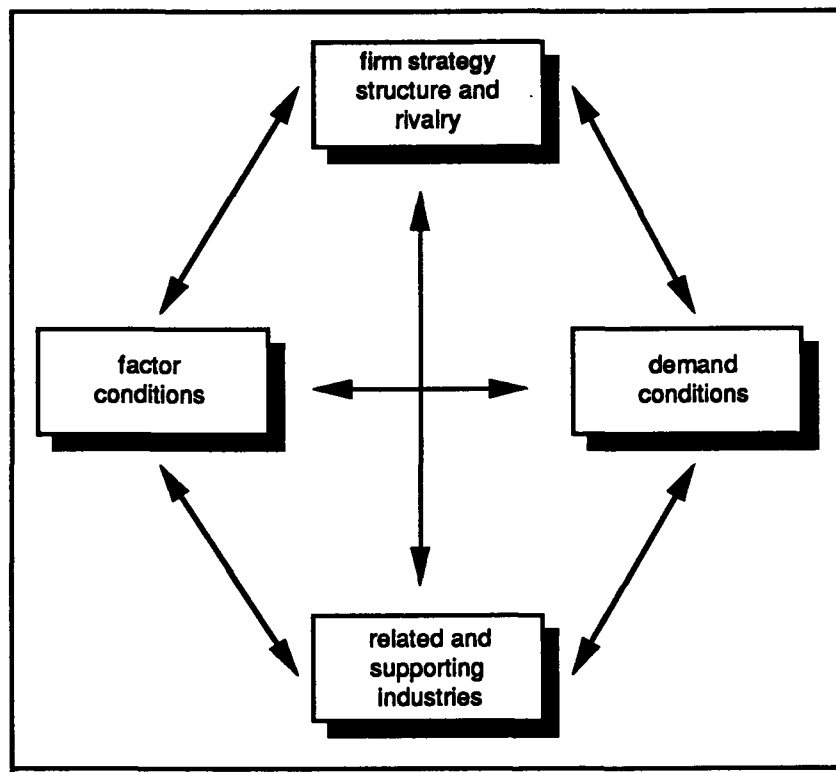 firm strategy
structure and
rivalry
factor
conditions
demand
conditions
related and
supporting
industries